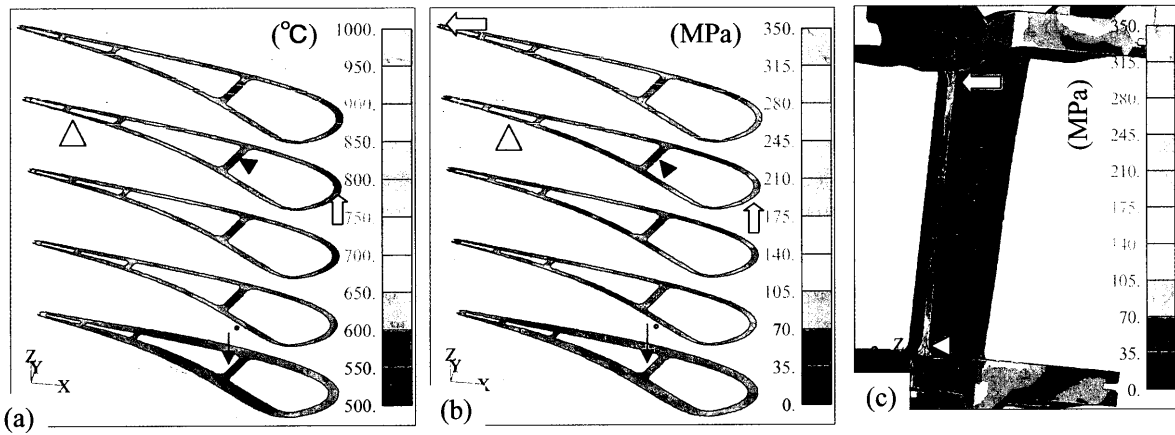 (℃)
1000.
950.
900.
850.
800.
750.
700.
650.
600.
550.
500.
Z
Y
X
(a)
(MPa)
350.
315.
280.
245.
210.
175.
140.
105.
70.
35.
0.
Z
Y
X
(b)
350.
315.
280.
245.
210.
175.
140.
105.
70.
35.
0.
(MPa)
Z
(c)